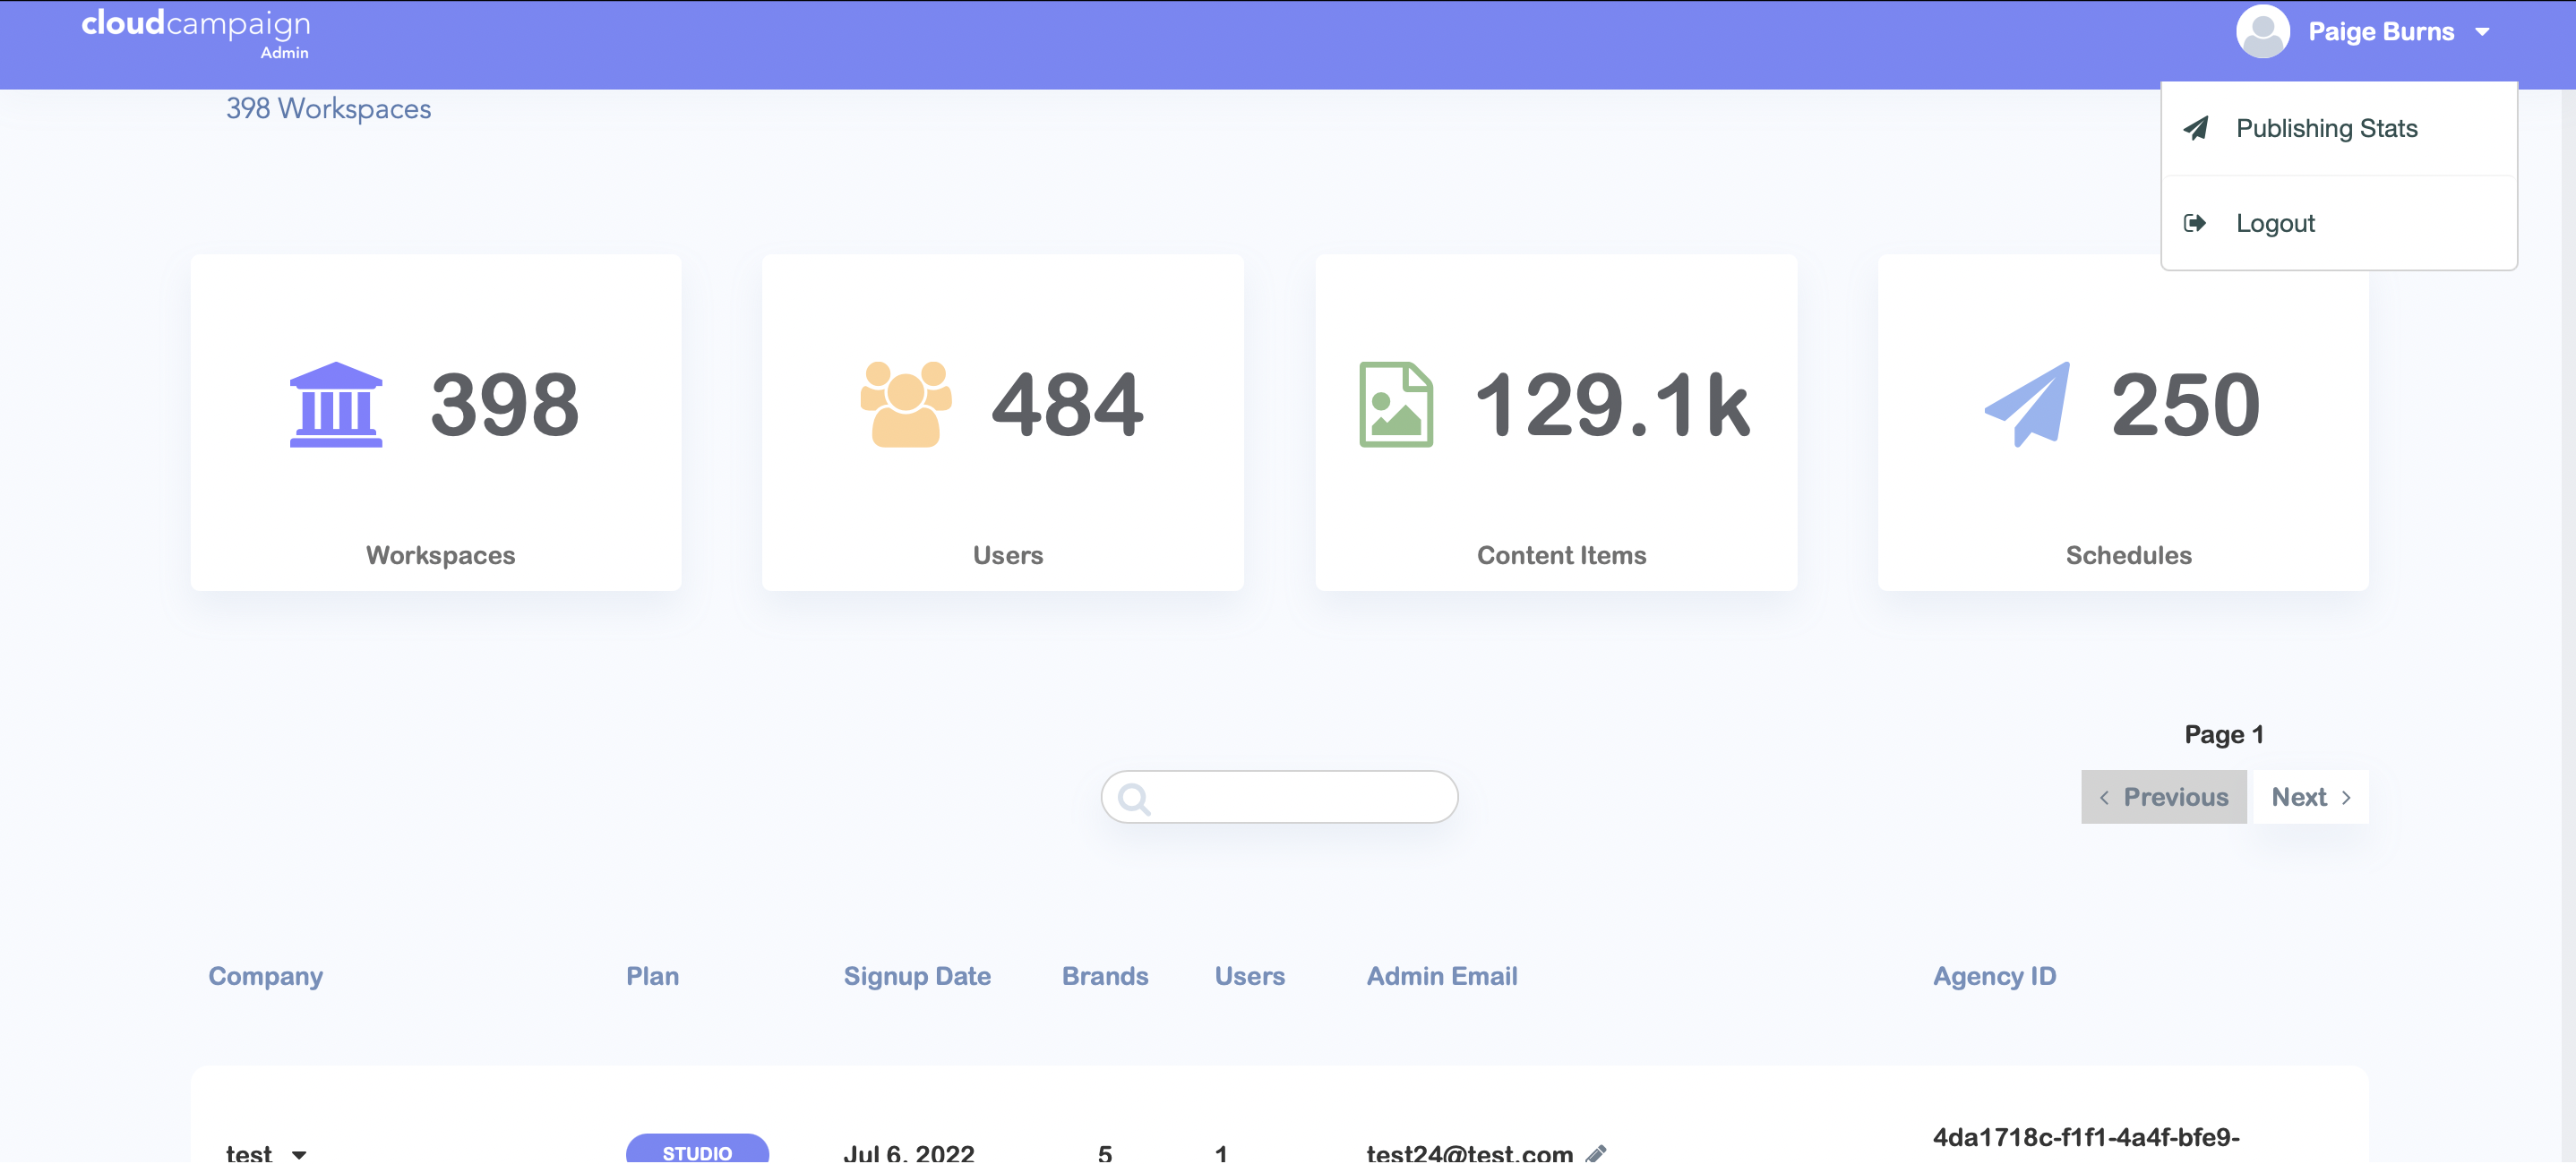 cloudcampaign
Admin
Paige Burns
398 Workspaces
Publishing Stats
Logout
398
Workspaces
484
Users
129.1k
Content Items
250
Schedules
Page 1
Previous
Next
Company Plan Signup Date Brands Users Admin Email Agency ID
4da1718c-f1f1-4a4f-bfe9-
test STUDIO Jul 6, 2022 5 1 test24@test.com